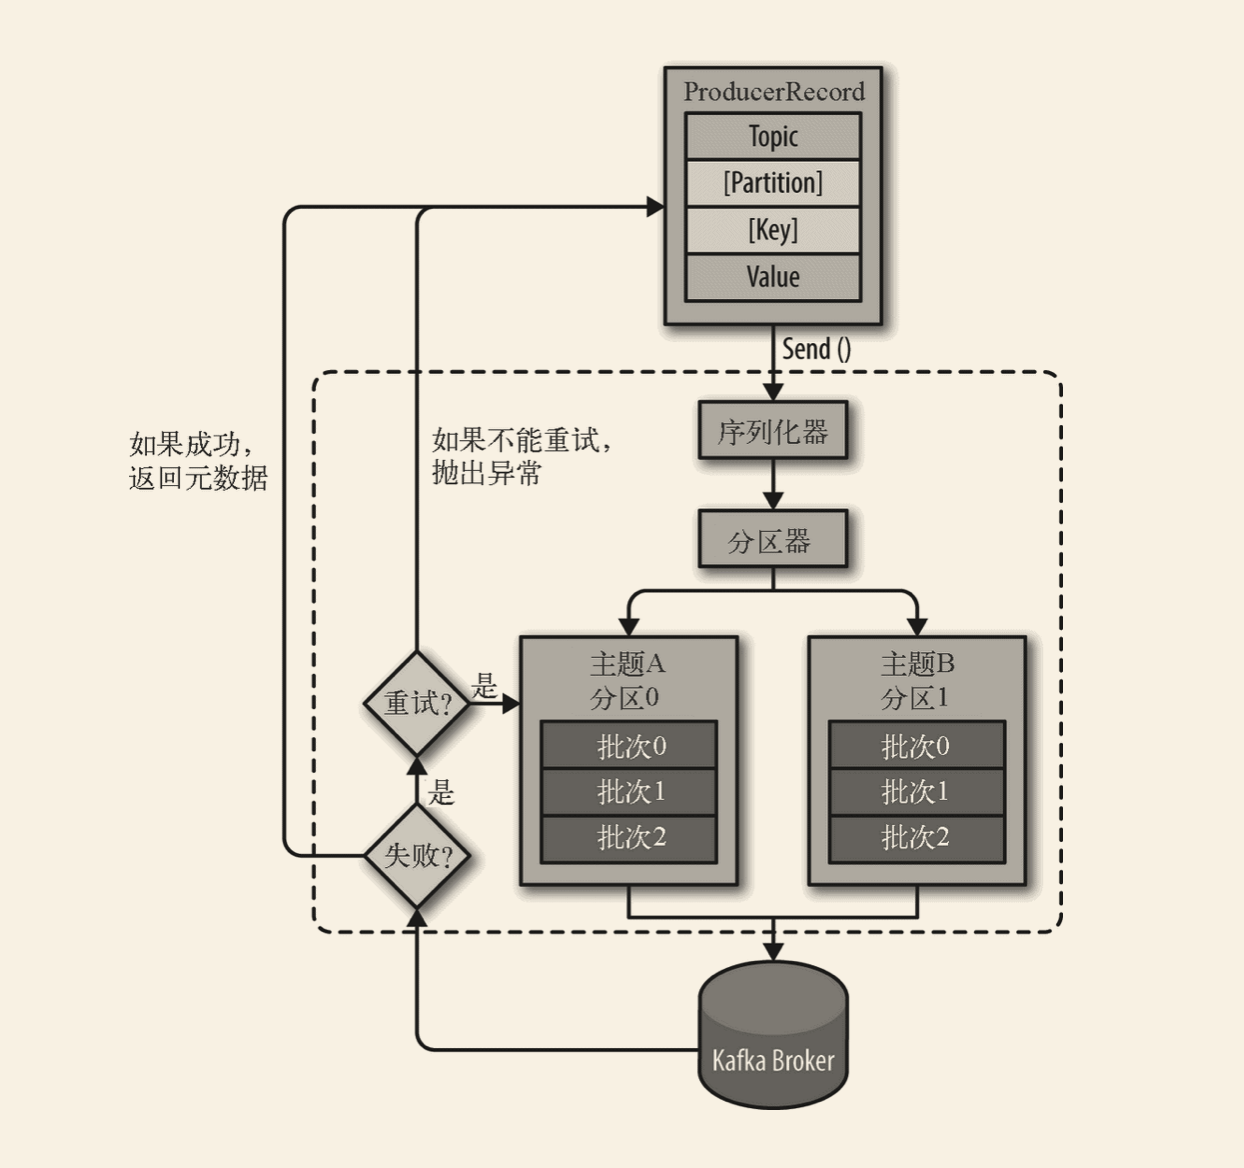 ProducerRecord
Topic
[Partition]
[Key]
Value
Send ()
序列化器
如果成功，
返回元数据
如果不能重试，
抛出异常
分区器
主题A
分区0
批次0
批次1
批次2
主题B
分区1
批次0
批次1
批次2
重试?
是
是
失败?
Kafka Broker